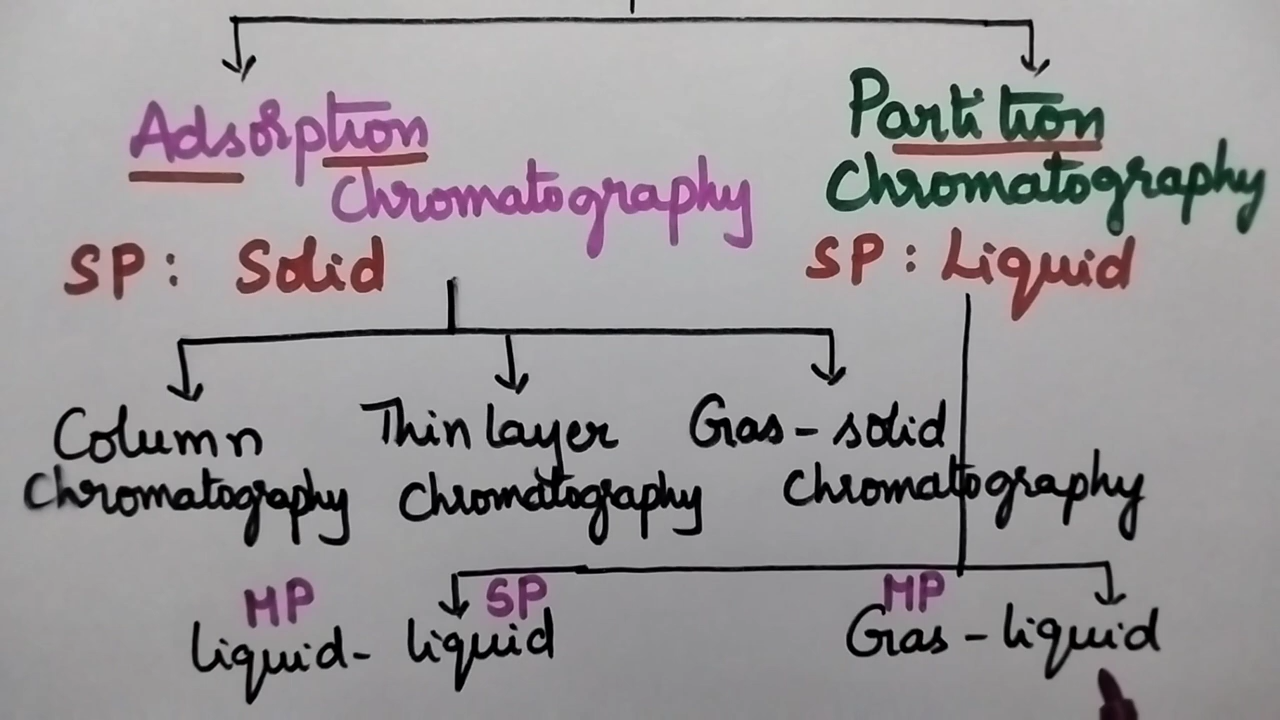 Adsorption
Chromatography
Partition
Chromatography
SP : Solid
SP : Liquid
Column
Chromatography
Thin layer
Chromatography
Gas - solid
Chromatography
MP SP
liquid - liquid
MP
Gas - liquid